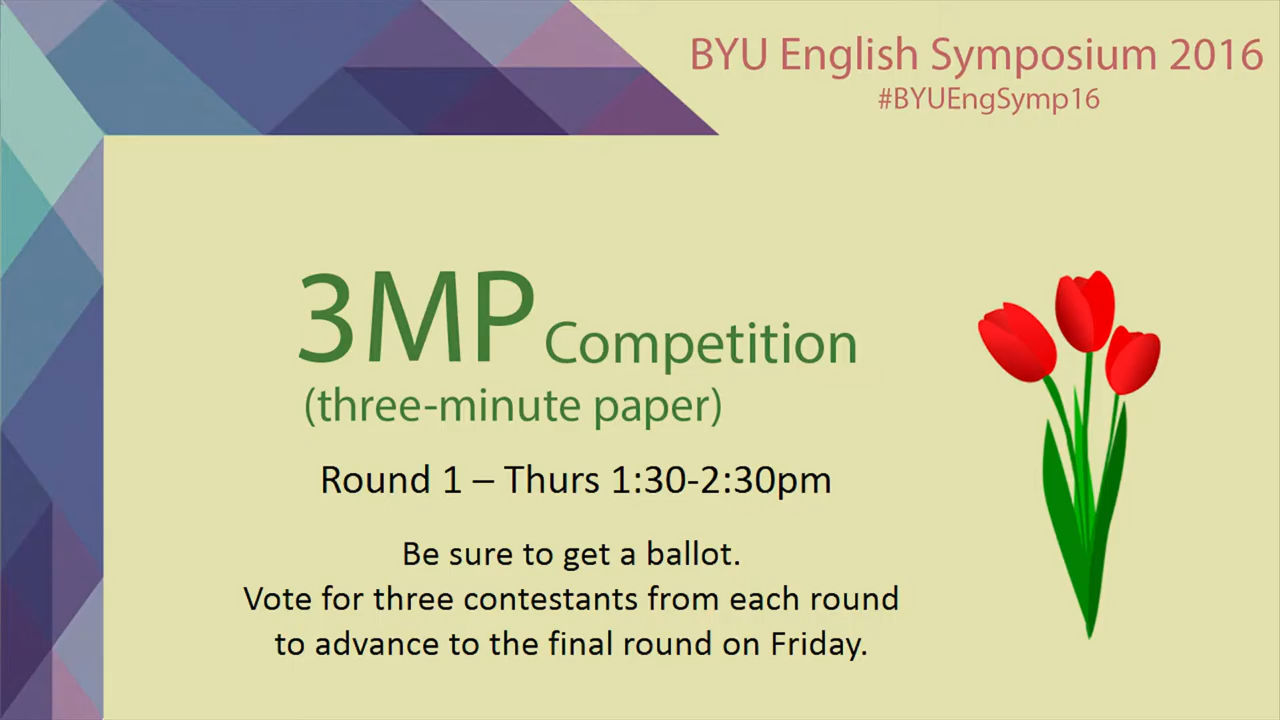 BYU English Symposium 2016
#BYUEngSymp16
3MP Competition
(three-minute paper)
Round 1 – Thurs 1:30-2:30pm
Be sure to get a ballot.
Vote for three contestants from each round
to advance to the final round on Friday.